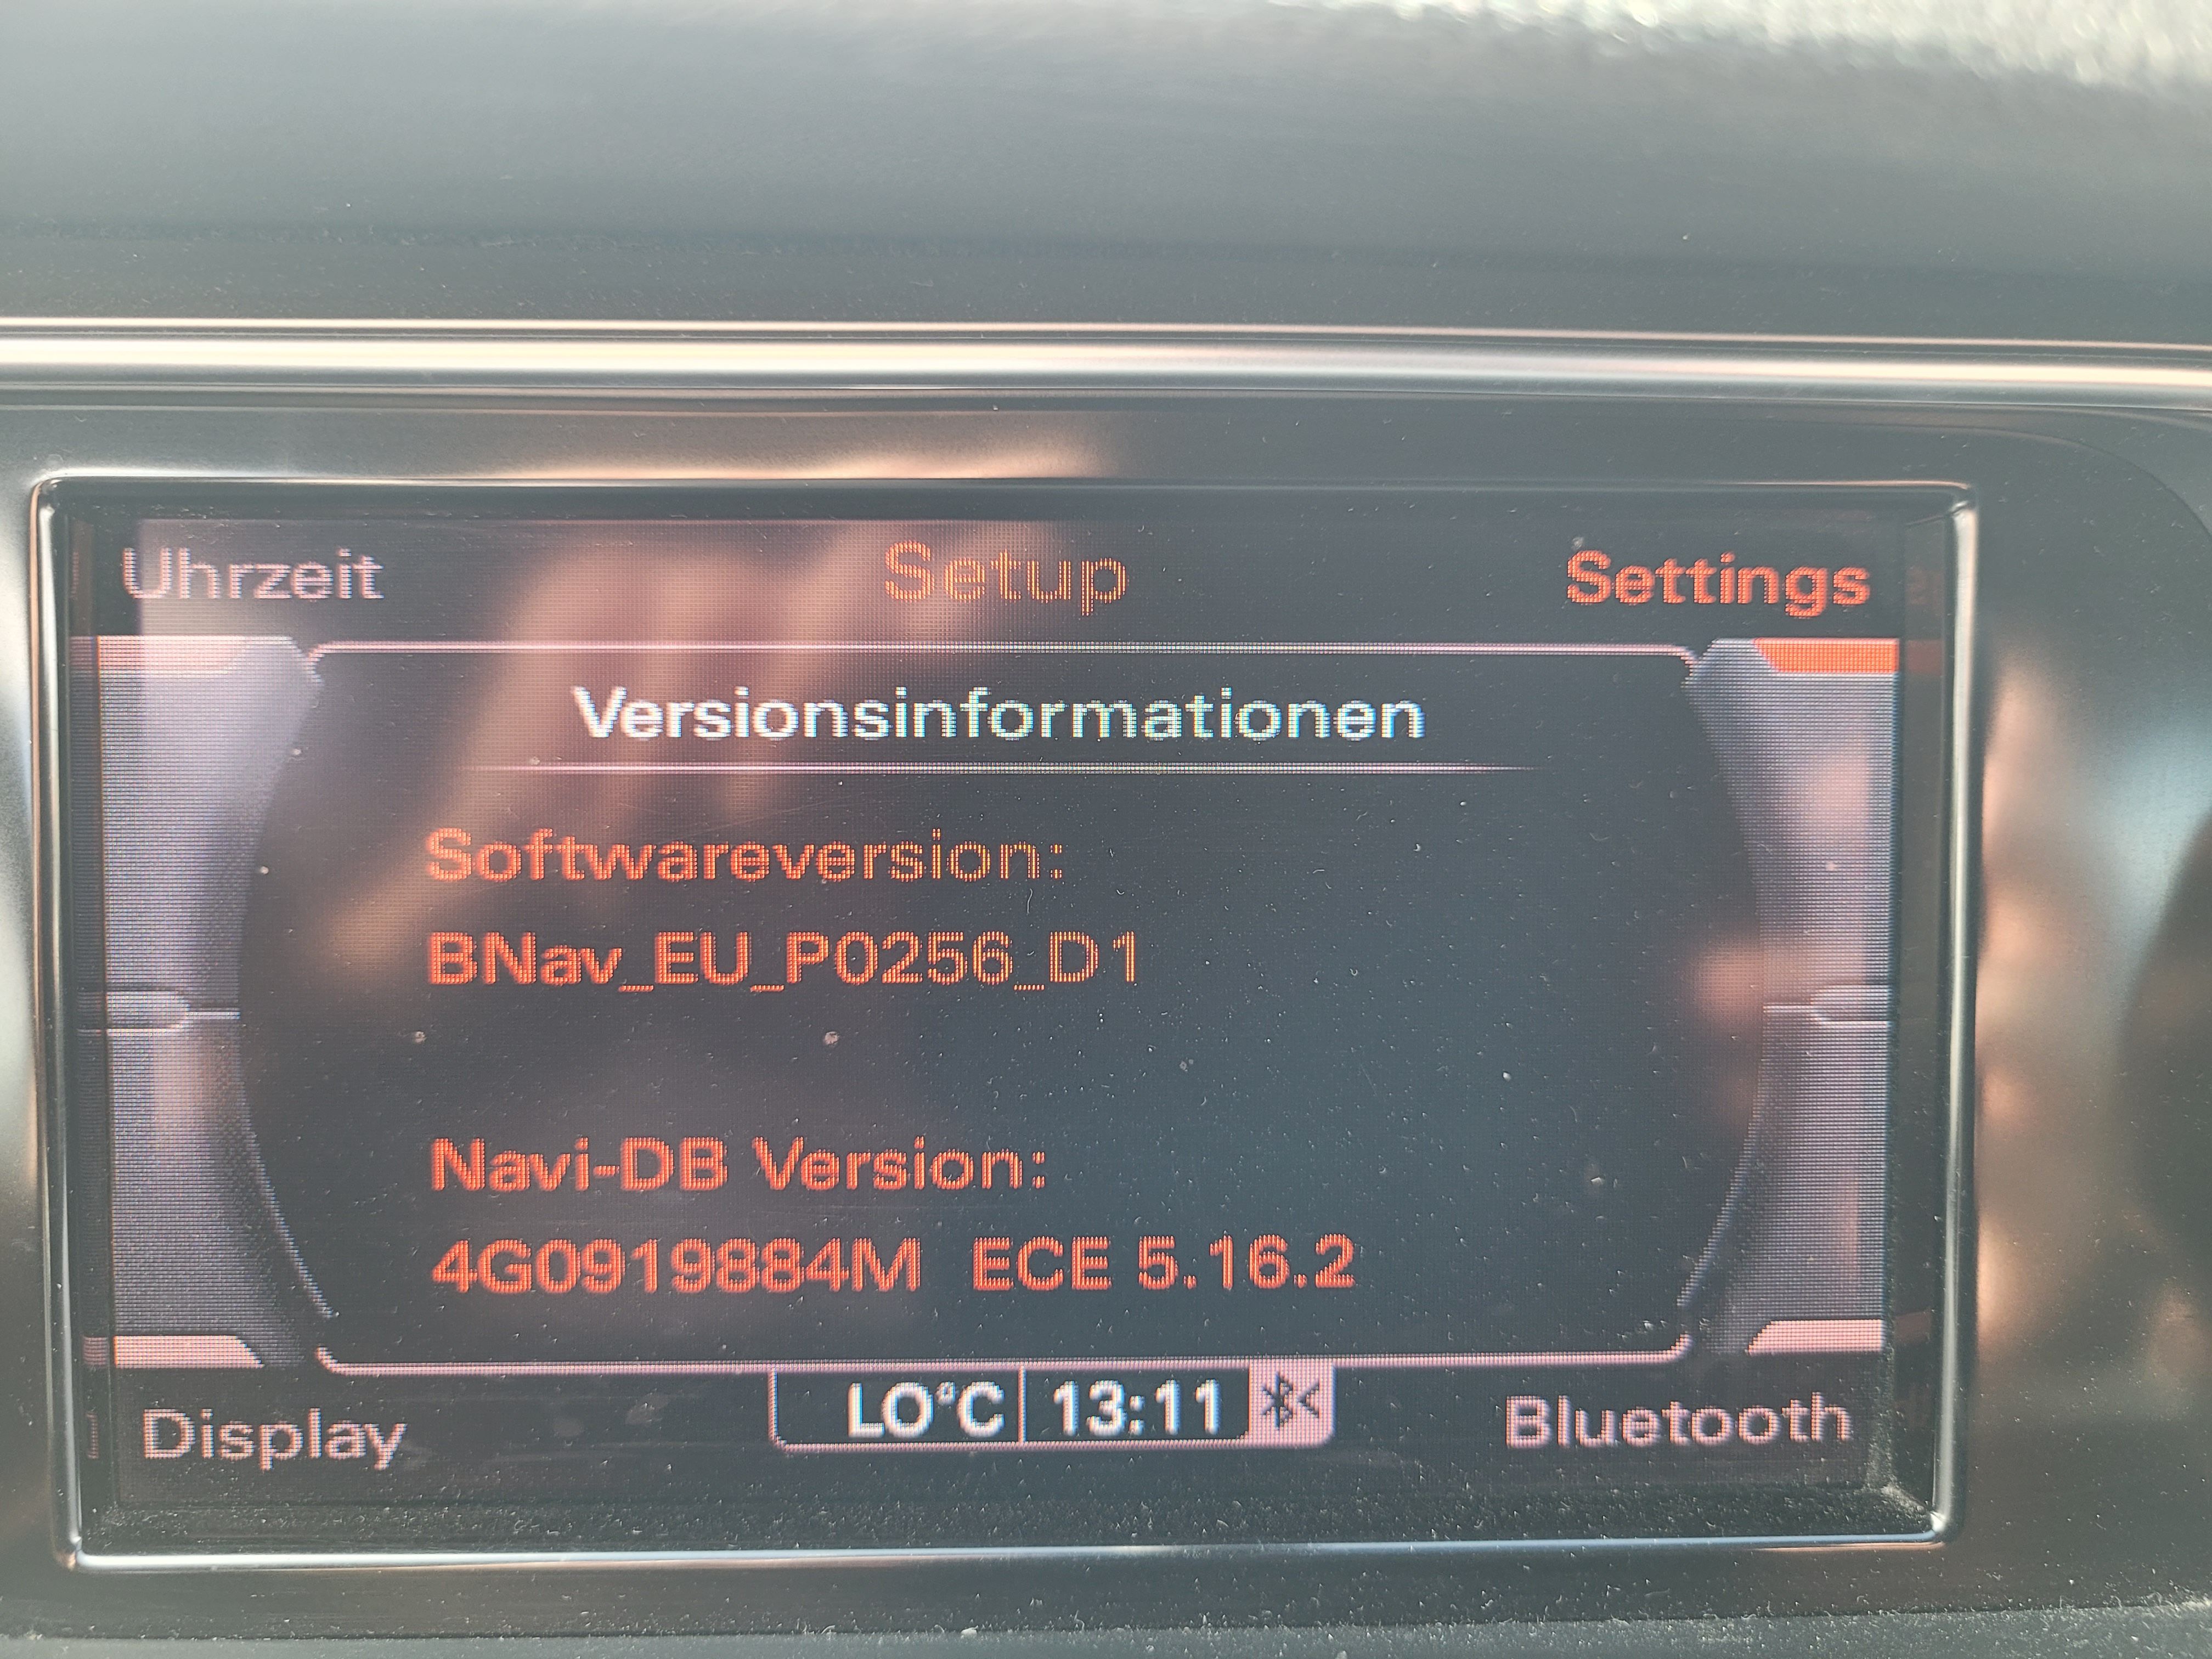 Uhrzeit
Setup
Settings
Versionsinformationen
Softwareversion:
BNav_EU_P0256_D1
Navi-DB Version:
4G0919884M ECE 5.16.2
LO°C 13:11
Display
Bluetooth